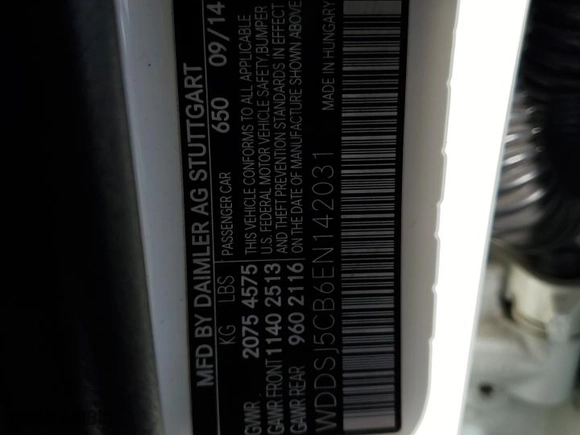 MFD BY DAIMLER AG STUTTGART
KG LBS PASSENGER CAR 650 09/14
GVWR 2075 4575 THIS VEHICLE CONFORMS TO ALL APPLICABLE
GAWR FRONT 1140 2513 U.S. FEDERAL MOTOR VEHICLE SAFETY, BUMPER
AND THEFT PREVENTION STANDARDS IN EFFECT
GAWR REAR 960 2116 ON THE DATE OF MANUFACTURE SHOWN ABOVE
WDDSJ5CB6EN142031 MADE IN HUNGARY